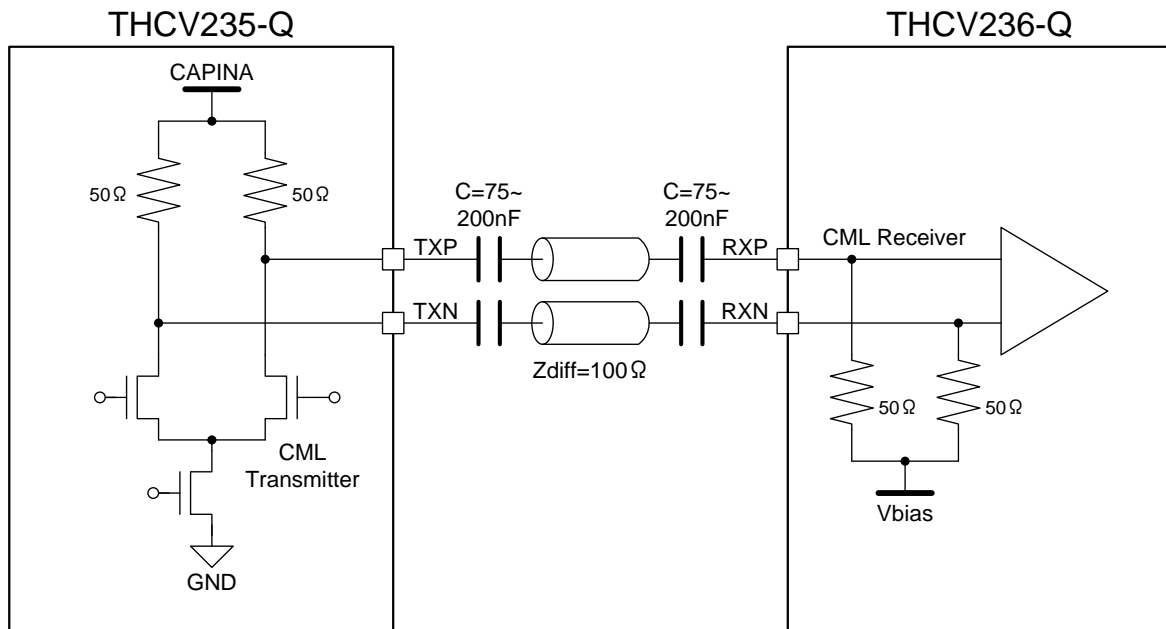 THCV235-Q
THCV236-Q
CAPINA
50Ω
50Ω
C=75~
200nF
C=75~
200nF
TXP
RXP
CML Receiver
TXN
RXN
Zdiff=100Ω
50Ω
50Ω
CML
Transmitter
Vbias
GND